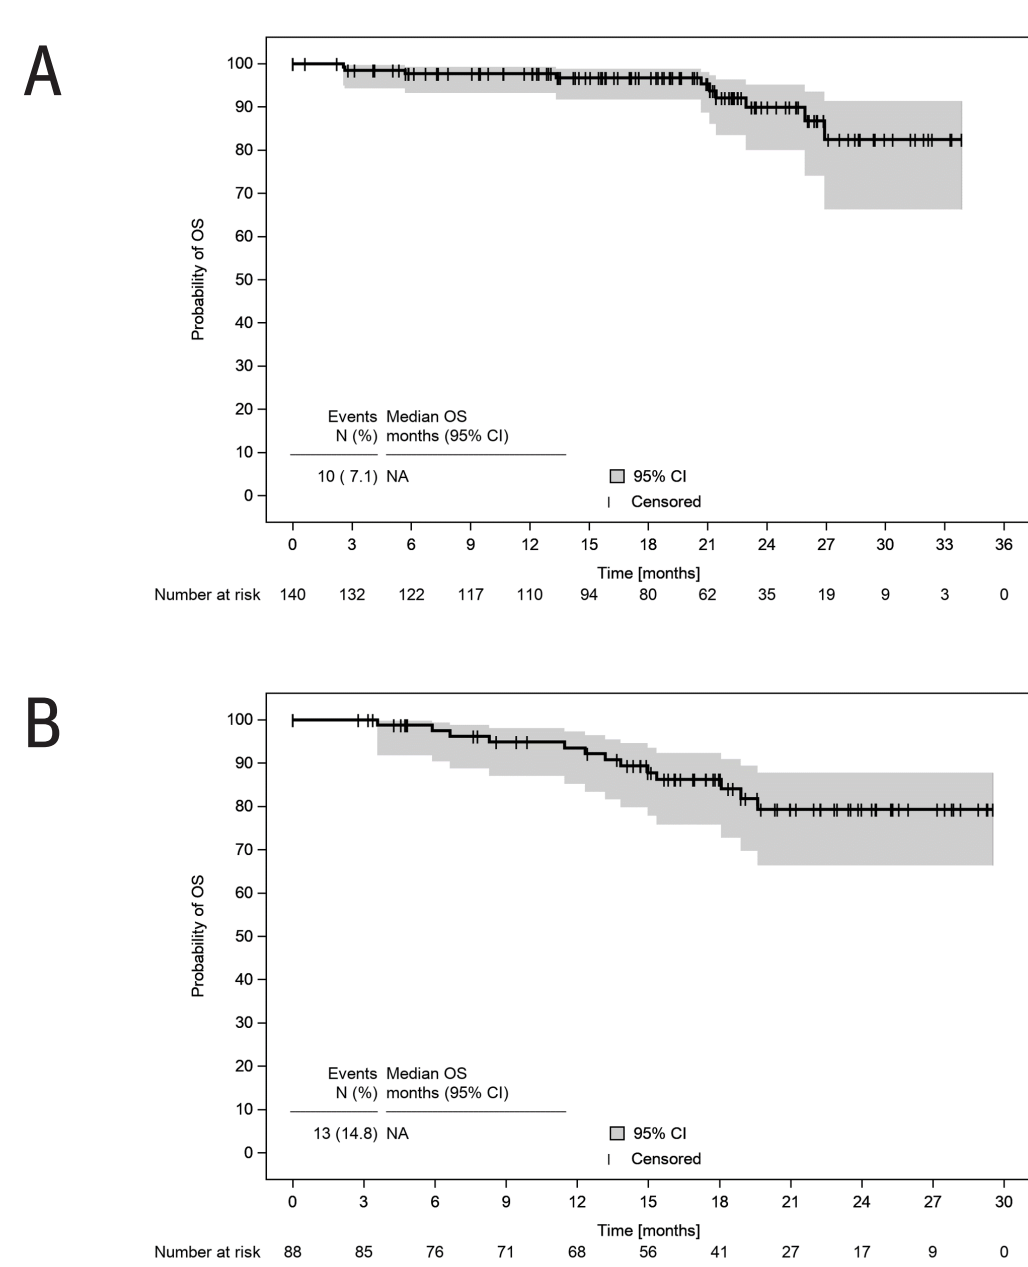 A
100
90
80
70
60
50
40
30
20
10
0
Probability of OS
Events Median OS
N (%) months (95% CI)
10 ( 7.1) NA
95% CI
Censored
0 3 6 9 12 15 18 21 24 27 30 33 36
Time [months]
Number at risk 140 132 122 117 110 94 80 62 35 19 9 3 0
B
100
90
80
70
60
50
40
30
20
10
0
Probability of OS
Events Median OS
N (%) months (95% CI)
13 (14.8) NA
95% CI
Censored
0 3 6 9 12 15 18 21 24 27 30
Time [months]
Number at risk 88 85 76 71 68 56 41 27 17 9 0